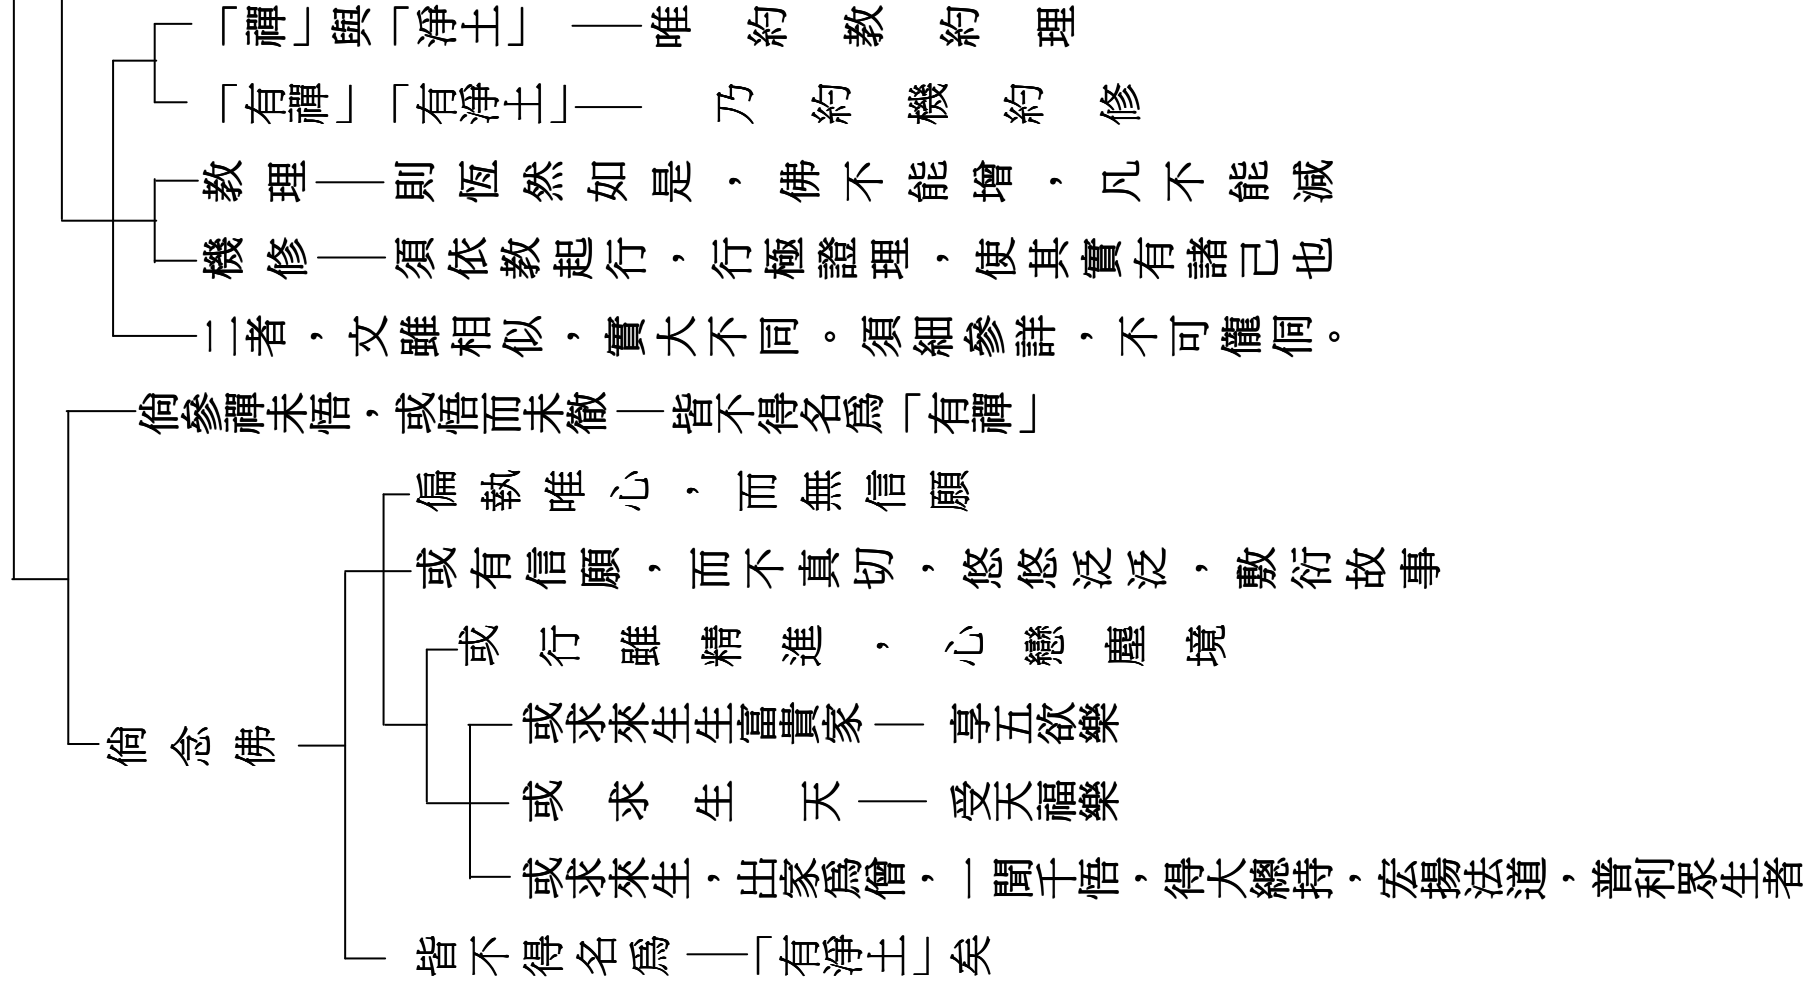 「禪」與「淨土」——唯約教約理
「有禪」「有淨土」——乃約機約修
教理——則恆然如是，佛不能增，凡不能減
機修——須依教起行，行極證理，使其實有諸己也
二者，文雖相似，實大不同。須細參詳，不可儱侗。
倘參禪未悟，或悟而未徹——皆不得名為「有禪」
偏執唯心，而無信願
或有信願，而不真切，悠悠泛泛，敷衍故事
或行雖精進，心戀塵境
倘念佛——或求來生生富貴家——享五欲樂
或求生天——受天福樂
或求來生，出家為僧，一聞千悟，得大總持，宏揚法道，普利眾生者
皆不得名為——「有淨土」矣